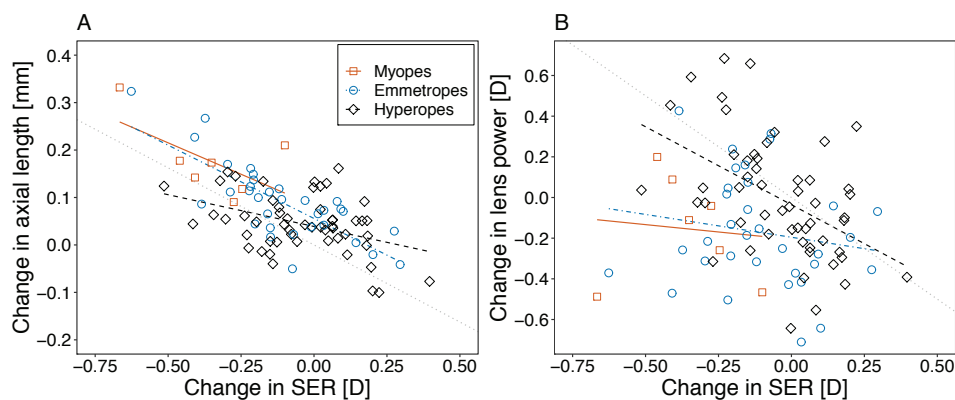 A
Change in axial length [mm]
0.4
0.3
0.2
0.1
0.0
−0.1
−0.2
Myopes
Emmetropes
Hyperopes
−0.75
−0.50
−0.25
0.00
0.25
0.50
Change in SER [D]
B
Change in lens power [D]
0.6
0.4
0.2
−0.0
−0.2
−0.4
−0.6
−0.75
−0.50
−0.25
0.00
0.25
0.50
Change in SER [D]